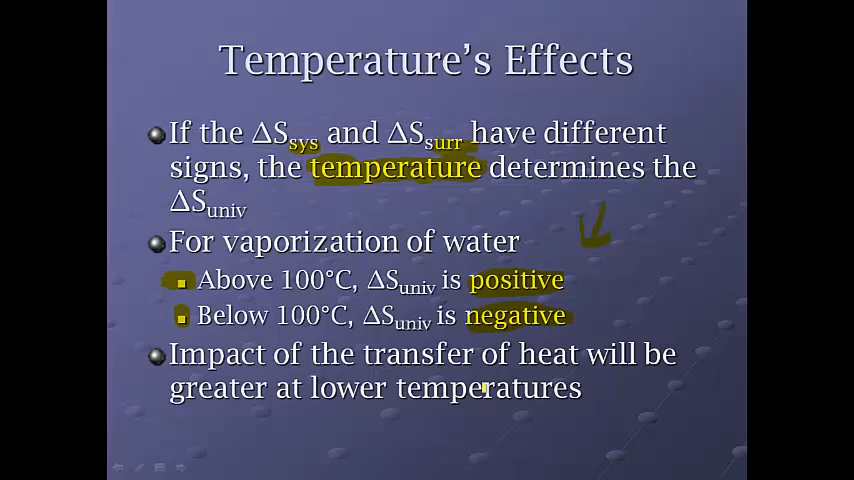 Temperature's Effects
If the ΔSsys and ΔSsurr have different
signs, the temperature determines the
ΔSuniv
For vaporization of water
Above 100°C, ΔSuniv is positive
Below 100°C, ΔSuniv is negative
Impact of the transfer of heat will be
greater at lower temperatures